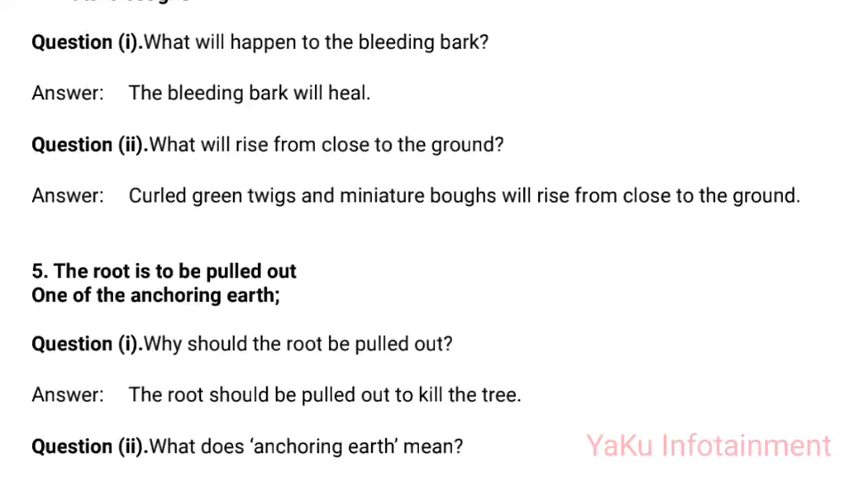 Question (i).What will happen to the bleeding bark?
Answer: The bleeding bark will heal.
Question (ii).What will rise from close to the ground?
Answer: Curled green twigs and miniature boughs will rise from close to the ground.
5. The root is to be pulled out
One of the anchoring earth;
Question (i).Why should the root be pulled out?
Answer: The root should be pulled out to kill the tree.
Question (ii).What does ‘anchoring earth’ mean?
YaKu Infotainment